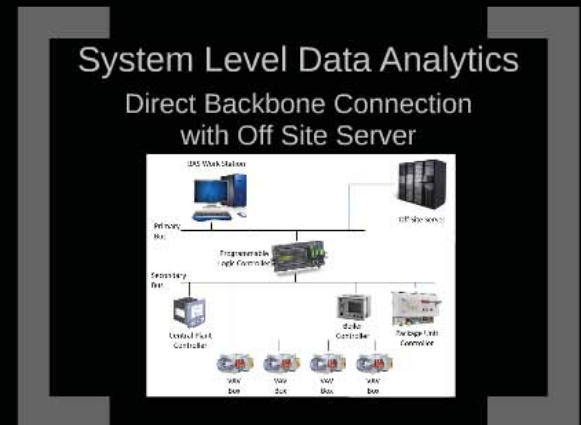 System Level Data Analytics
Direct Backbone Connection
with Off Site Server
BAS Work Station
Off Site Server
Primary
Bus
Programmable
Logic Controller
Secondary
Bus
Central Plant
Controller
Boiler
Controller
Package Unit
Controller
VAV
Box
VAV
Box
VAV
Box
VAV
Box